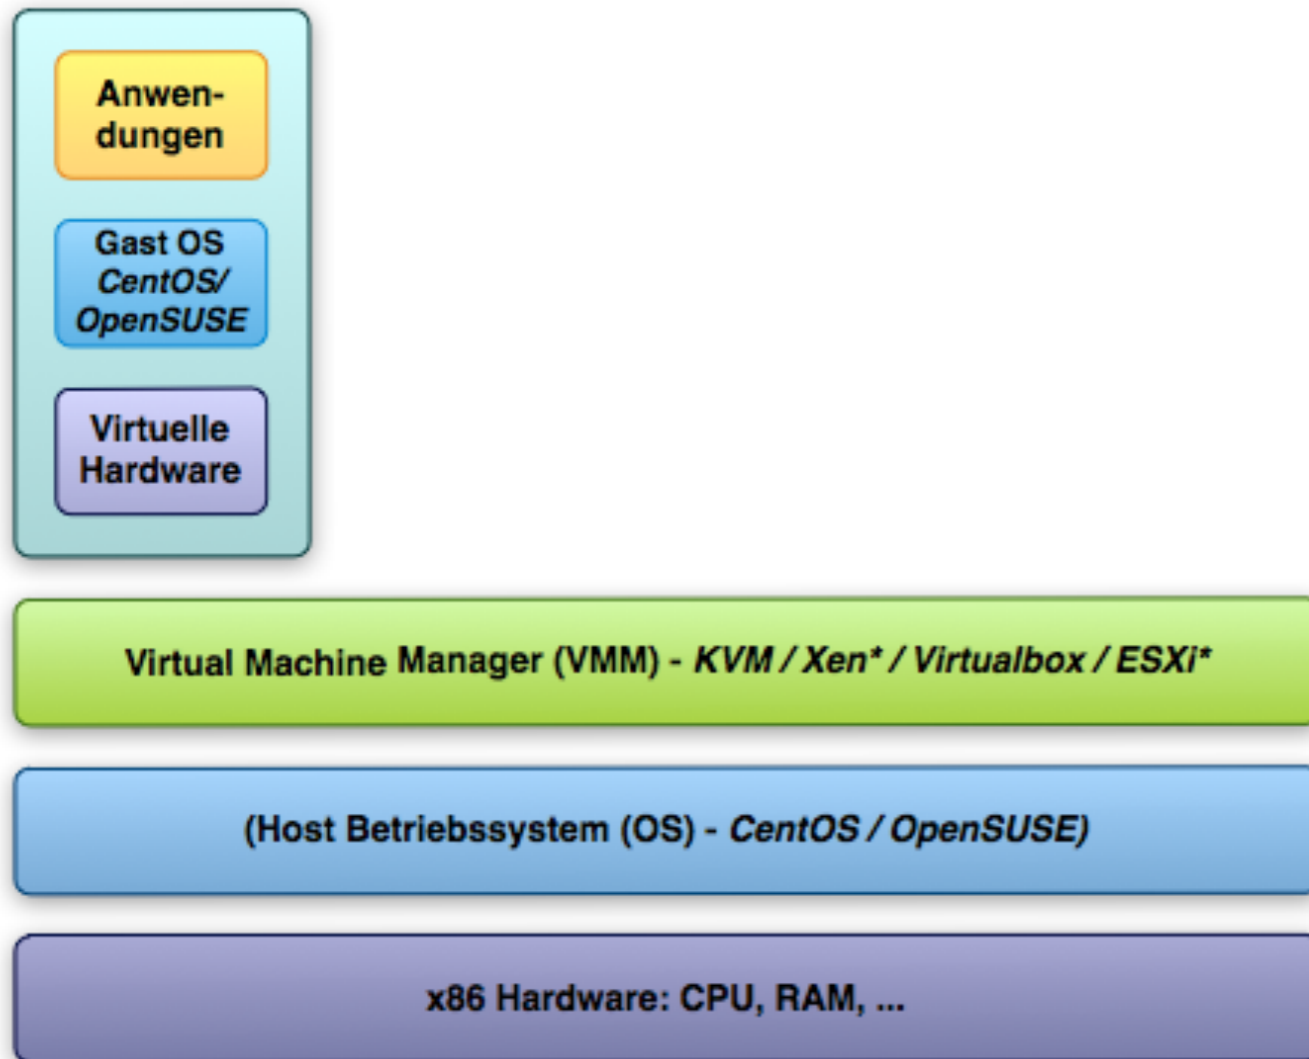 Anwen-
dungen
Gast OS
CentOS/
OpenSUSE
Virtuelle
Hardware
Virtual Machine Manager (VMM) - KVM / Xen* / Virtualbox / ESXi*
(Host Betriebssystem (OS) - CentOS / OpenSUSE)
x86 Hardware: CPU, RAM, ...